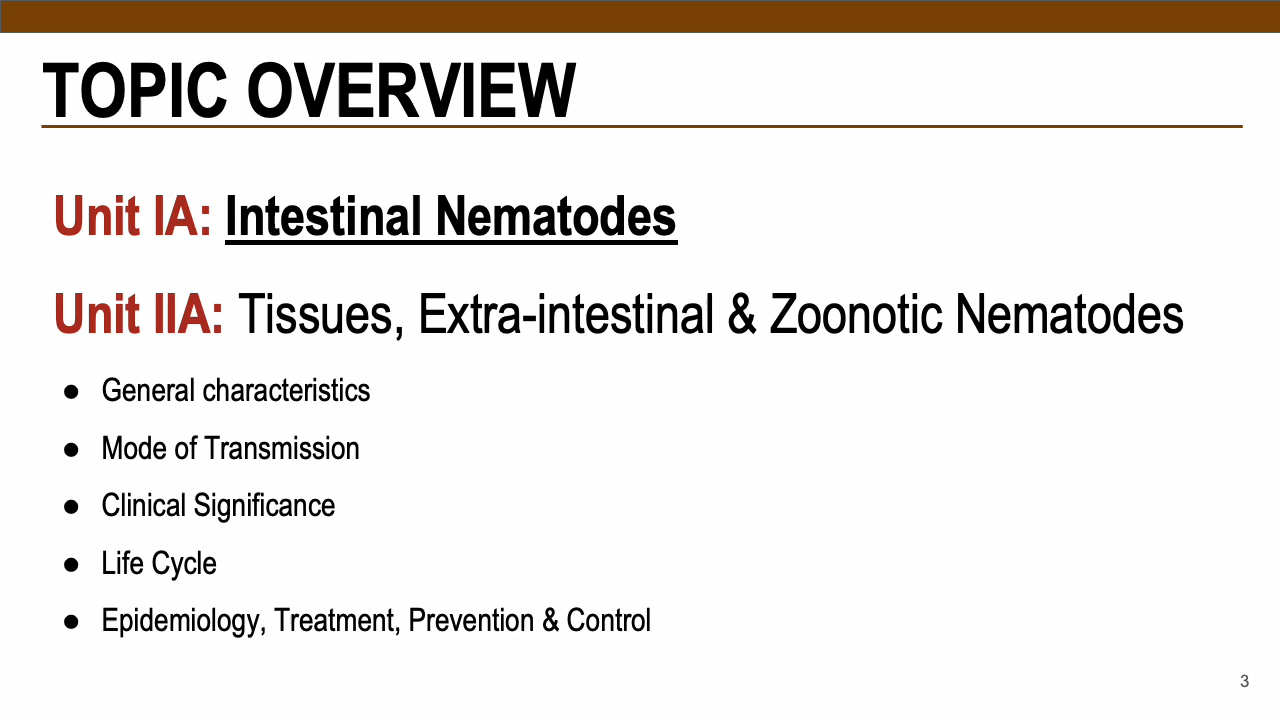 TOPIC OVERVIEW
Unit IA: Intestinal Nematodes
Unit IIA: Tissues, Extra-intestinal & Zoonotic Nematodes
● General characteristics
● Mode of Transmission
● Clinical Significance
● Life Cycle
● Epidemiology, Treatment, Prevention & Control
3